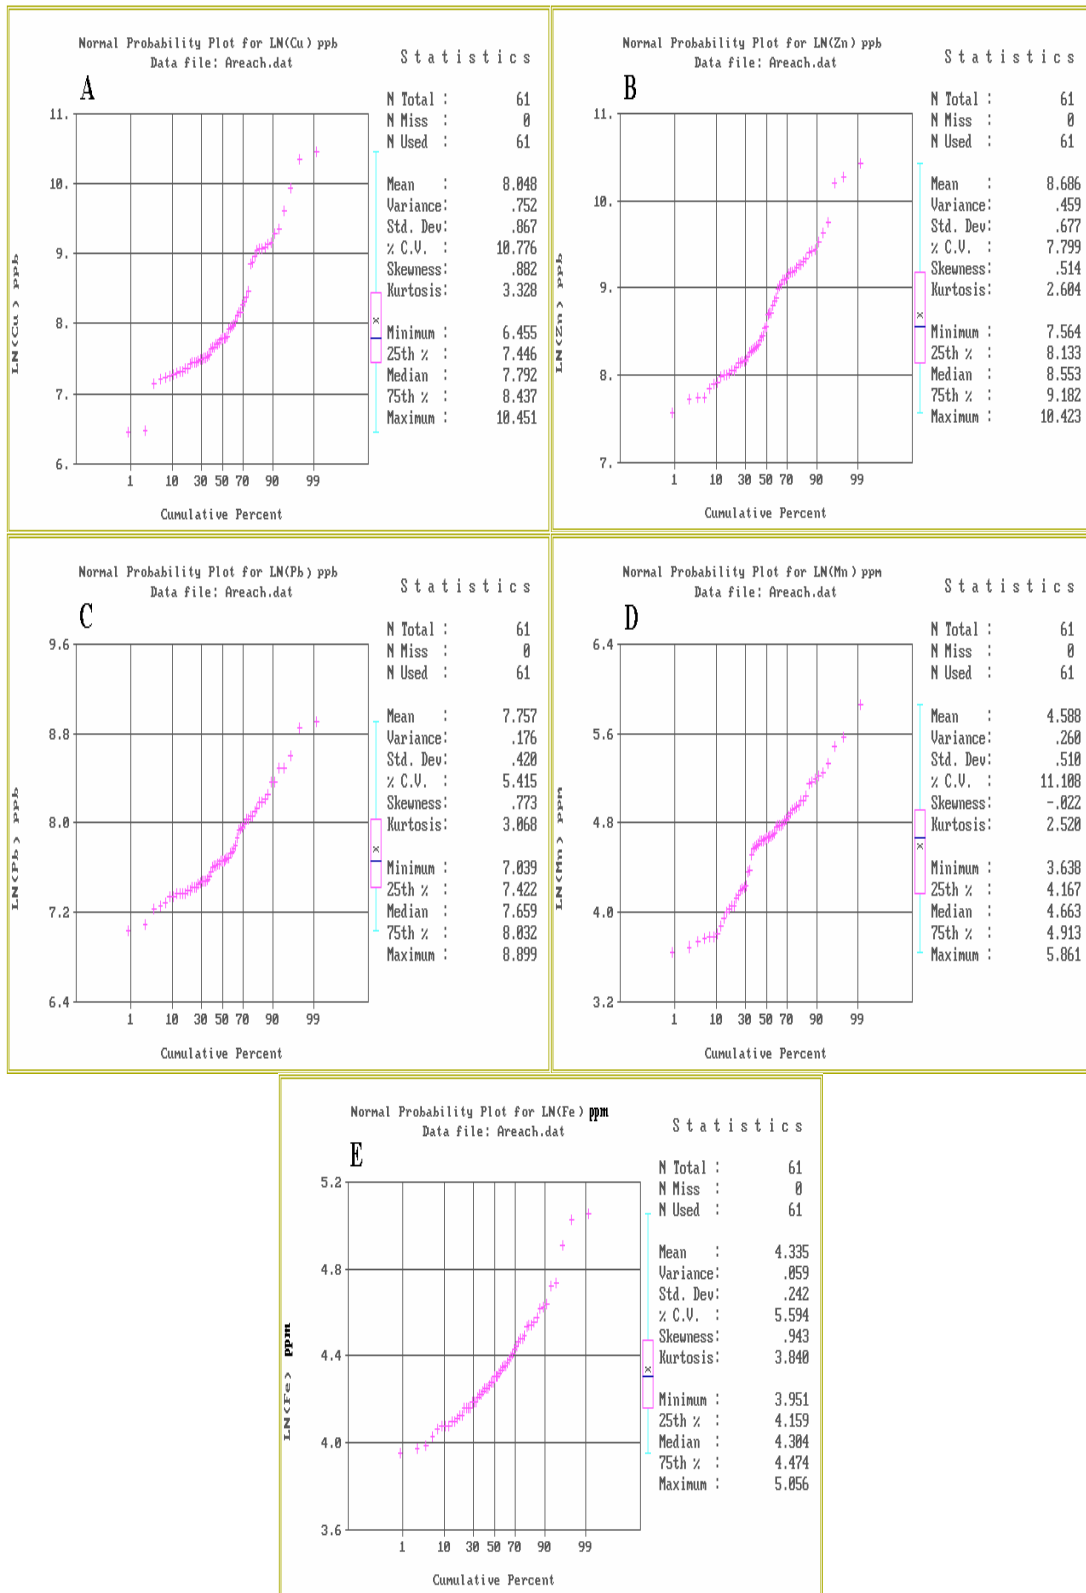 Normal Probability Plot for LN(Cu) ppb
Data file: Areach.dat
Statistics
A
N Total : 61
N Miss : 0
N Used : 61
Mean : 8.048
Variance: .752
Std. Dev: .867
% C.V. : 10.776
Skewness: .882
Kurtosis: 3.328
Minimum : 6.455
25th % : 7.446
Median : 7.792
75th % : 8.437
Maximum : 10.451
11.
10.
9.
8.
7.
6.
LN(Cu) ppb
1 10 30 50 70 90 99
Cumulative Percent
Normal Probability Plot for LN(Zn) ppb
Data file: Areach.dat
Statistics
B
N Total : 61
N Miss : 0
N Used : 61
Mean : 8.686
Variance: .459
Std. Dev: .677
% C.V. : 7.799
Skewness: .514
Kurtosis: 2.604
Minimum : 7.564
25th % : 8.133
Median : 8.553
75th % : 9.182
Maximum : 10.423
11.
10.
9.
8.
7.
LN(Zn) ppb
1 10 30 50 70 90 99
Cumulative Percent
Normal Probability Plot for LN(Pb) ppb
Data file: Areach.dat
Statistics
C
N Total : 61
N Miss : 0
N Used : 61
Mean : 7.757
Variance: .176
Std. Dev: .420
% C.V. : 5.415
Skewness: .773
Kurtosis: 3.068
Minimum : 7.039
25th % : 7.422
Median : 7.659
75th % : 8.032
Maximum : 8.899
9.6
8.8
8.0
7.2
6.4
LN(Pb) ppb
1 10 30 50 70 90 99
Cumulative Percent
Normal Probability Plot for LN(Mn) ppm
Data file: Areach.dat
Statistics
D
N Total : 61
N Miss : 0
N Used : 61
Mean : 4.588
Variance: .260
Std. Dev: .510
% C.V. : 11.108
Skewness: -.022
Kurtosis: 2.520
Minimum : 3.638
25th % : 4.167
Median : 4.663
75th % : 4.913
Maximum : 5.861
6.4
5.6
4.8
4.0
3.2
LN(Mn) ppm
1 10 30 50 70 90 99
Cumulative Percent
Normal Probability Plot for LN(Fe) ppm
Data file: Areach.dat
Statistics
E
N Total : 61
N Miss : 0
N Used : 61
Mean : 4.335
Variance: .059
Std. Dev: .242
% C.V. : 5.594
Skewness: .943
Kurtosis: 3.840
Minimum : 3.951
25th % : 4.159
Median : 4.304
75th % : 4.474
Maximum : 5.056
5.2
4.8
4.4
4.0
3.6
LN(Fe) ppm
1 10 30 50 70 90 99
Cumulative Percent